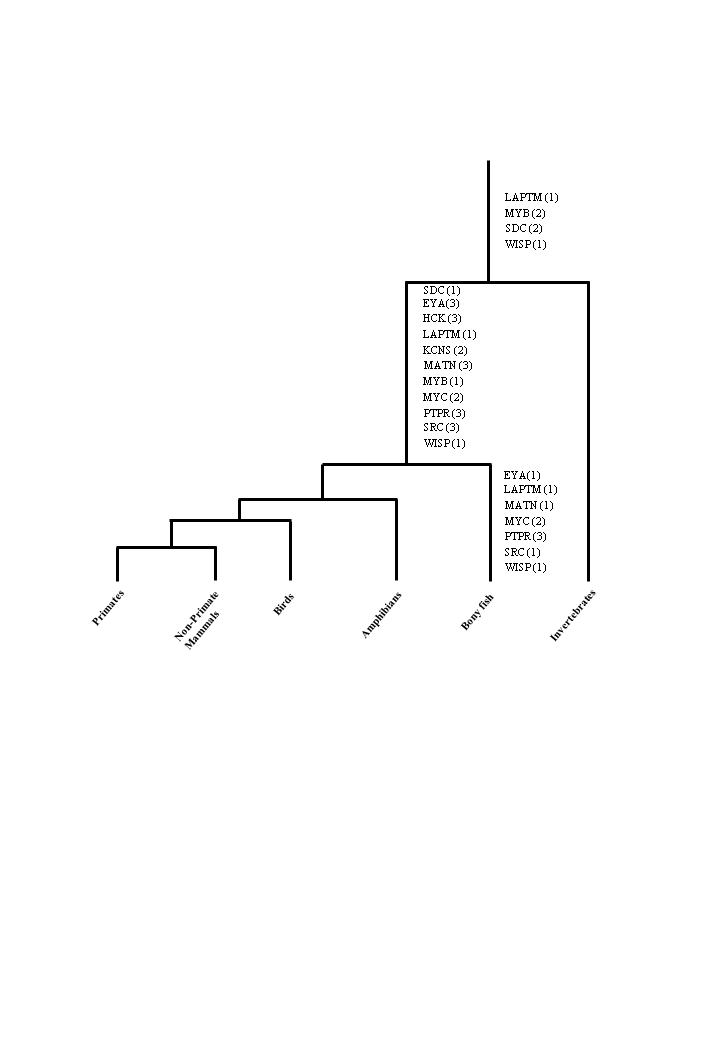 LAPTM (1)
MYB (2)
SDC (2)
WISP (1)
SDC (1)
EYA (3)
HCK (3)
LAPTM (1)
KCNS (2)
MATN (3)
MYB (1)
MYC (2)
PTPR (3)
SRC (3)
WISP (1)
EYA (1)
LAPTM (1)
MATN (1)
MYC (2)
PTPR (3)
SRC (1)
WISP (1)
Primates
Non-Primate
Mammals
Birds
Amphibians
Bony fish
Invertebrates